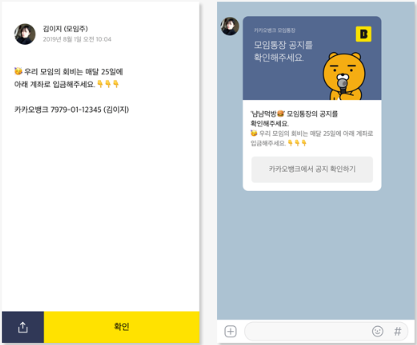 김이지 (모임주)
2019년 8월 1일 오전 10:04
우리 모임의 회비는 매달 25일에
아래 계좌로 입금해주세요.👇👇👇
카카오뱅크 7979-01-12345 (김이지)
확인
카카오뱅크 모임통장
모임통장 공지를
확인해주세요.
B
'냠냠먹방🥘' 모임통장의 공지를
확인해주세요.
우리 모임의 회비는 매달 25일에 아래 계좌로
입금해주세요.👇👇👇
카카오뱅크에서 공지 확인하기
#